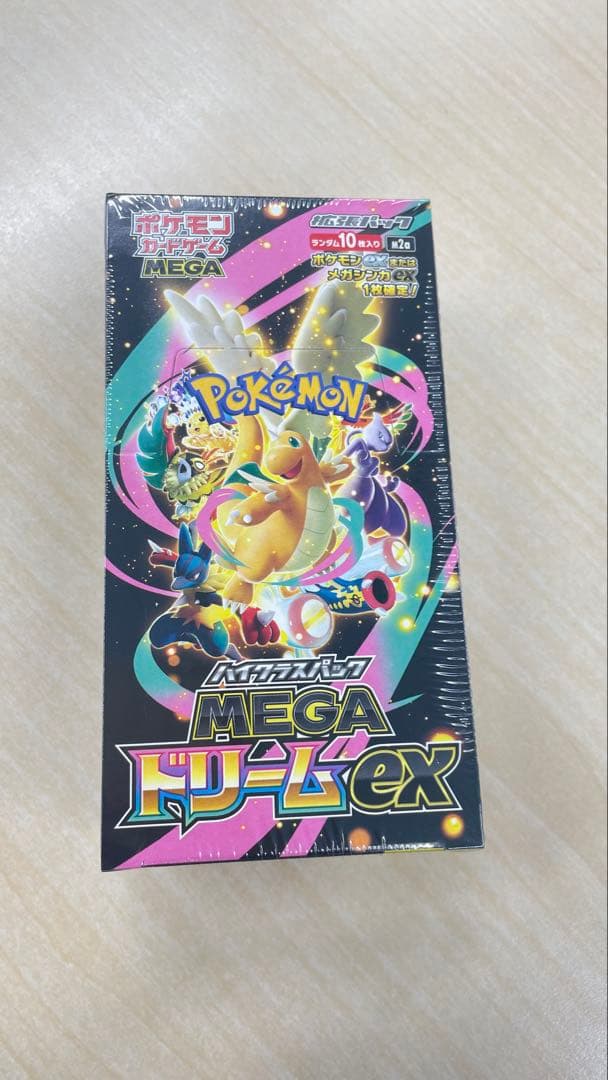 ポケモン
カードゲーム
MEGA
拡張パック
ランダム10枚入り
M2a
ポケモンexまたは
メガシンカex
1枚確定!
POKéMON
ハイクラスパック
MEGA
ドリームex